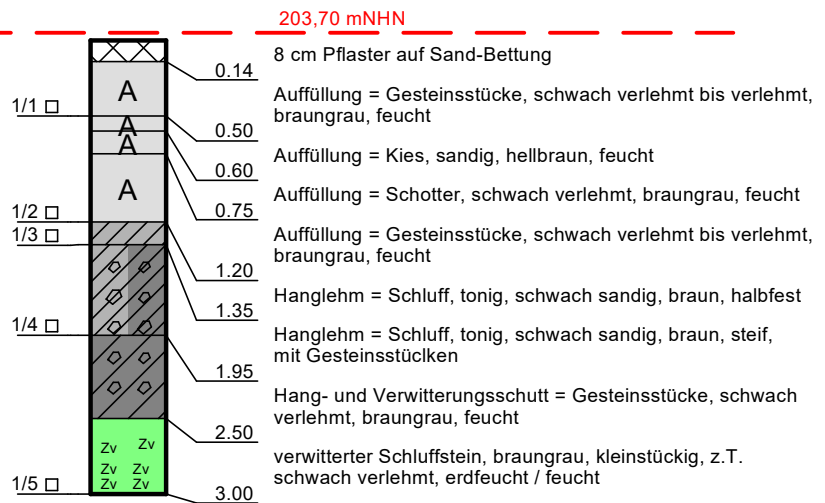 203,70 mNHN
8 cm Pflaster auf Sand-Bettung
0.14
A
Auffüllung = Gesteinsstücke, schwach verlehmt bis verlehmt,
braungrau, feucht
1/1
0.50
A
Auffüllung = Kies, sandig, hellbraun, feucht
0.60
A
Auffüllung = Schotter, schwach verlehmt, braungrau, feucht
0.75
A
1/2
Auffüllung = Gesteinsstücke, schwach verlehmt bis verlehmt,
braungrau, feucht
1/3
1.20
Hanglehm = Schluff, tonig, schwach sandig, braun, halbfest
1.35
1/4
Hanglehm = Schluff, tonig, schwach sandig, braun, steif,
mit Gesteinsstüclken
1.95
Hang- und Verwitterungsschutt = Gesteinsstücke, schwach
verlehmt, braungrau, feucht
2.50
Zv Zv
Zv Zv
Zv Zv
verwitterter Schluffstein, braungrau, kleinstückig, z.T.
schwach verlehmt, erdfeucht / feucht
1/5
3.00